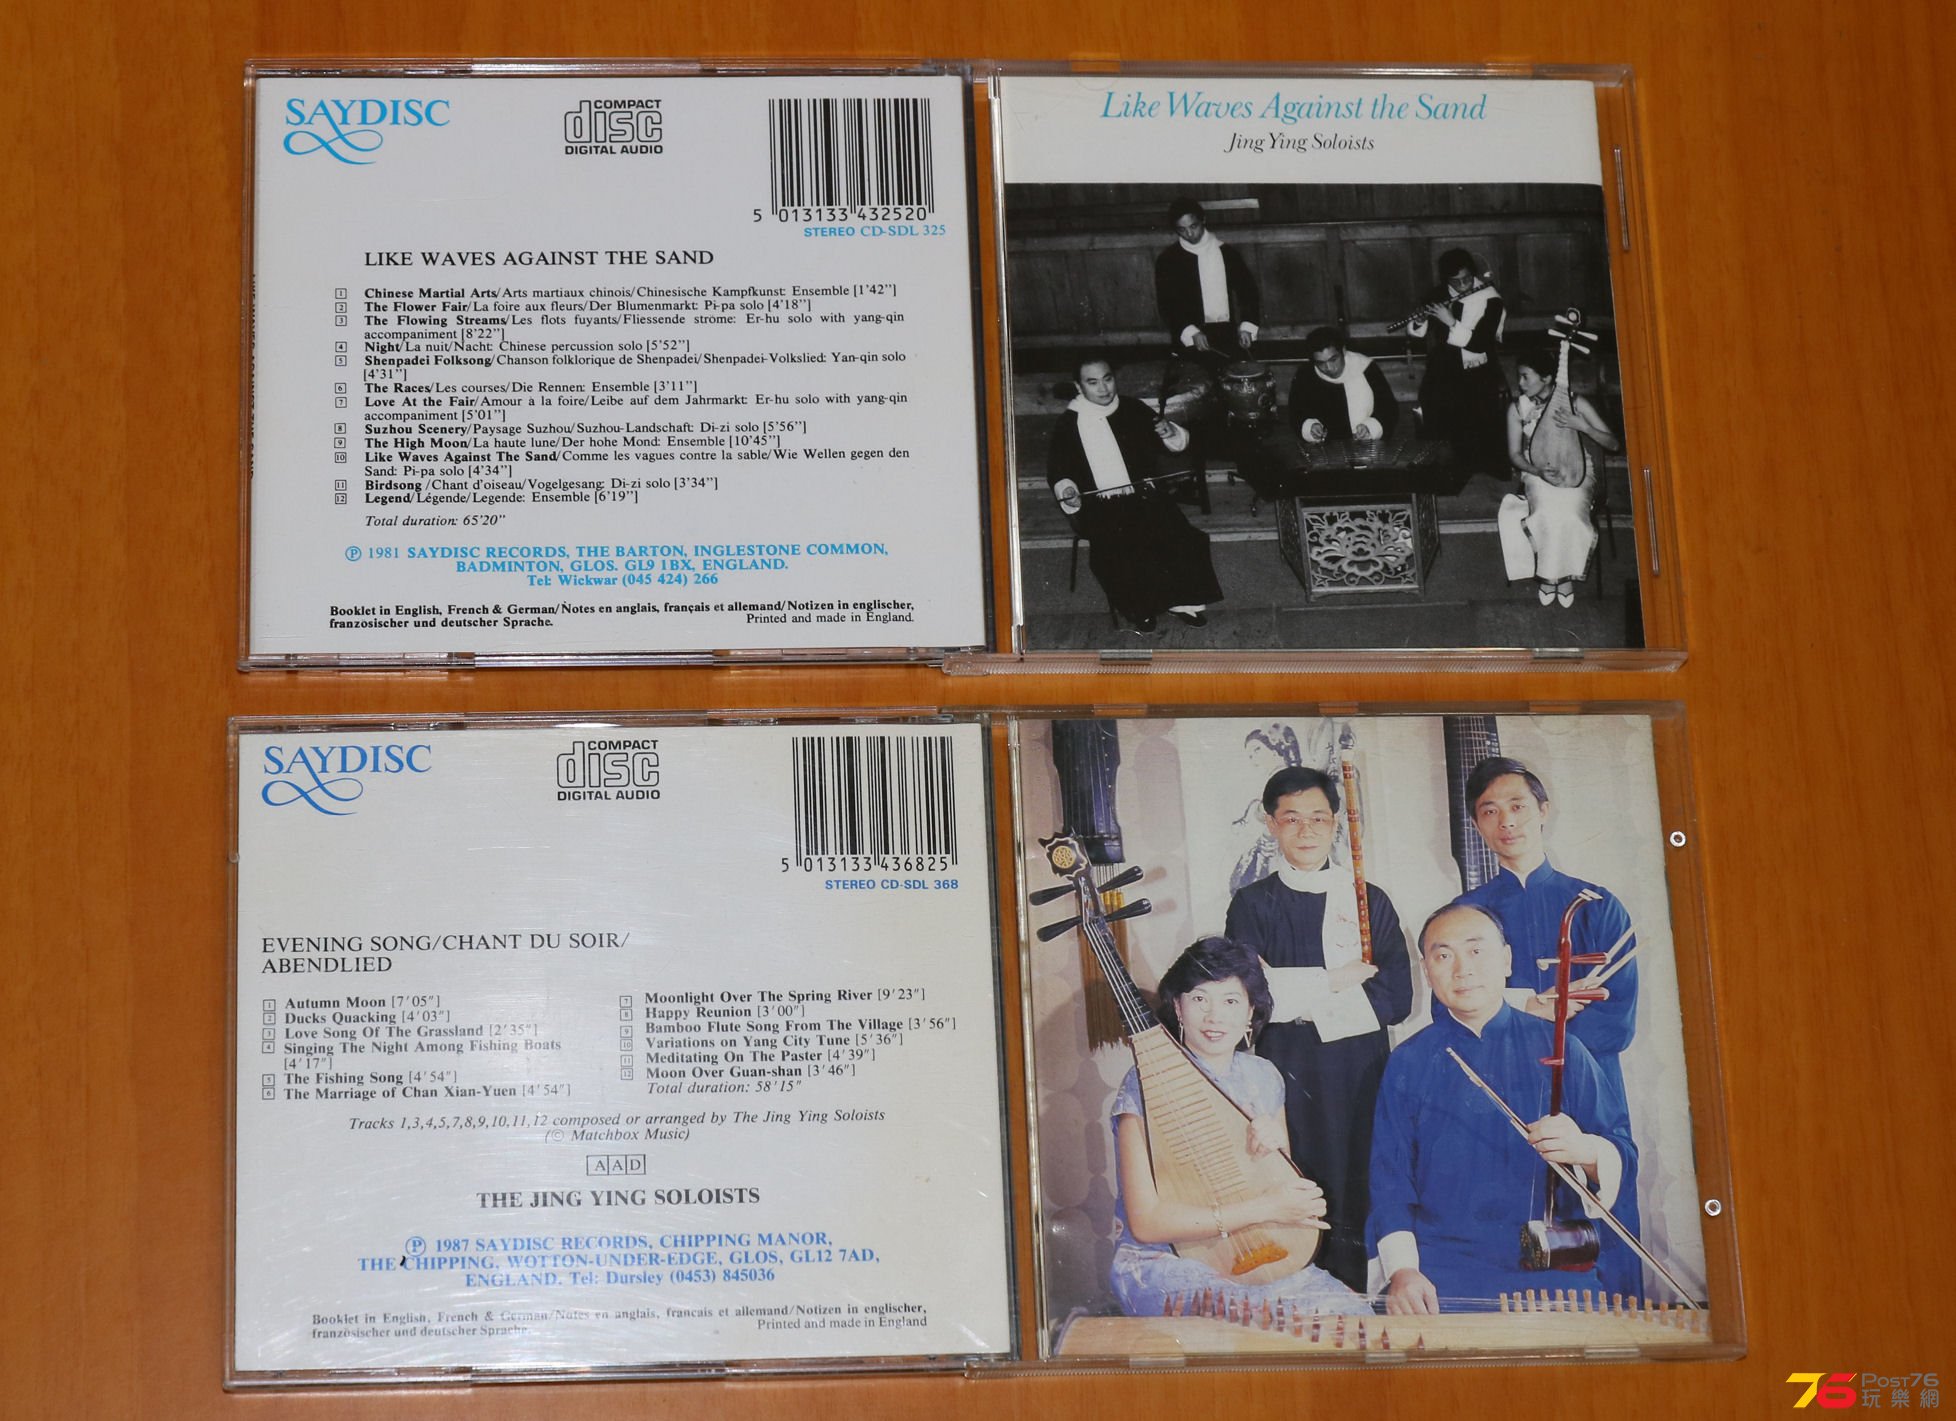 SAYDISC
COMPACT
disc
DIGITAL AUDIO
5 013133 432520
STEREO CD-SDL 325
LIKE WAVES AGAINST THE SAND
1 Chinese Martial Arts/Arts martiaux chinois/Chinesische Kampfkunst: Ensemble [1'42"]
2 The Flower Fair/La foire aux fleurs/Der Blumenmarkt: Pi-pa solo [4'18"]
3 The Flowing Streams/Les flots fuyants/Fliessende ströme: Er-hu solo with yang-qin
accompaniment [8'22"]
4 Night/La nuit/Nacht: Chinese percussion solo [5'52"]
5 Shenpadei Folksong/Chanson folklorique de Shenpadei/Shenpadei-Volkslied: Yan-qin solo
[4'31"]
6 The Races/Les courses/Die Rennen: Ensemble [3'11"]
7 Love At the Fair/Amour à la foire/Leibe auf dem Jahrmarkt: Er-hu solo with yang-qin
accompaniment [5'01"]
8 Suzhou Scenery/Paysage Suzhou/Suzhou-Landschaft: Di-zi solo [5'56"]
9 The High Moon/La haute lune/Der hohe Mond: Ensemble [10'45"]
10 Like Waves Against The Sand/Comme les vagues contre la sable/Wie Wellen gegen den
Sand: Pi-pa solo [4'34"]
11 Birdsong /Chant d'oiseau/Vogelgesang: Di-zi solo [3'34"]
12 Legend/Légende/Legende: Ensemble [6'19"]
Total duration: 65'20"
Ⓟ 1981 SAYDISC RECORDS, THE BARTON, INGLESTONE COMMON,
BADMINTON, GLOS. GL9 1BX, ENGLAND.
Tel: Wickwar (045 424) 266
Booklet in English, French & German/Notes en anglais, français et allemand/Notizen in englischer,
französischer und deutscher Sprache.
Printed and made in England.
Like Waves Against the Sand
Jing Ying Soloists
SAYDISC
COMPACT
disc
DIGITAL AUDIO
5 013133 436825
STEREO CD-SDL 368
EVENING SONG/CHANT DU SOIR/
ABENDLIED
1 Autumn Moon [7'05"]
2 Ducks Quacking [4'03"]
3 Love Song Of The Grassland [2'35"]
4 Singing The Night Among Fishing Boats
[4'17"]
5 The Fishing Song [4'54"]
6 The Marriage of Chan Xian-Yuen [4'54"]
7 Moonlight Over The Spring River [9'23"]
8 Happy Reunion [3'00"]
9 Bamboo Flute Song From The Village [3'56"]
10 Variations on Yang City Tune [5'36"]
11 Meditating On The Paster [4'39"]
12 Moon Over Guan-shan [3'46"]
Total duration: 58'15"
Tracks 1,3,4,5,7,8,9,10,11,12 composed or arranged by The Jing Ying Soloists
(© Matchbox Music)
AAD
THE JING YING SOLOISTS
Ⓟ 1987 SAYDISC RECORDS, CHIPPING MANOR,
THE CHIPPING, WOTTON-UNDER-EDGE, GLOS, GL12 7AD,
ENGLAND. Tel: Dursley (0453) 845036
Booklet in English, French & German/Notes en anglais, francais et allemand/Notizen in englischer,
französischer und deutscher Sprache.
Printed and made in England
76 POST76
玩樂網